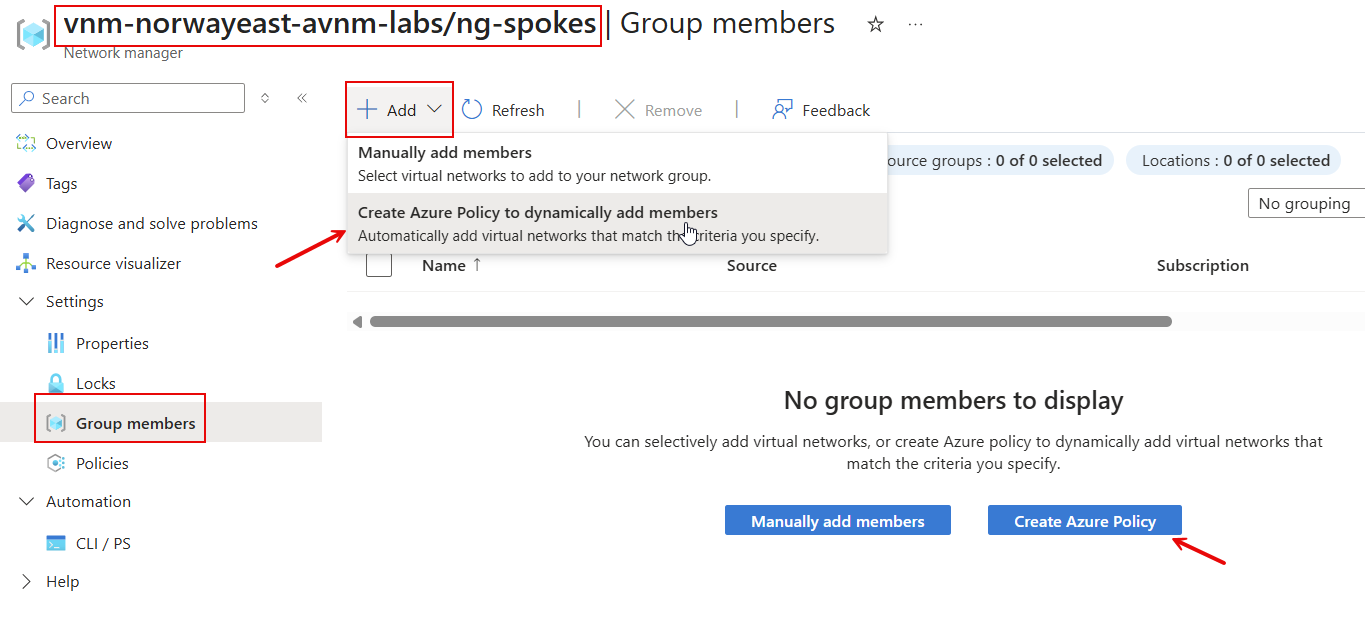 vnm-norwayeast-avnm-labs/ng-spokes | Group members
Network manager
Search
Overview
Tags
Diagnose and solve problems
Resource visualizer
Settings
Properties
Locks
Group members
Policies
Automation
CLI / PS
Help
Add
Refresh
Remove
Feedback
Manually add members
Select virtual networks to add to your network group.
Create Azure Policy to dynamically add members
Automatically add virtual networks that match criteria you specify.
groups : 0 of 0 selected
Locations : 0 of 0 selected
No grouping
Name ↑
Source
Subscription
No group members to display
You can selectively add virtual networks, or create Azure policy to dynamically add virtual networks that
match the criteria you specify.
Manually add members
Create Azure Policy